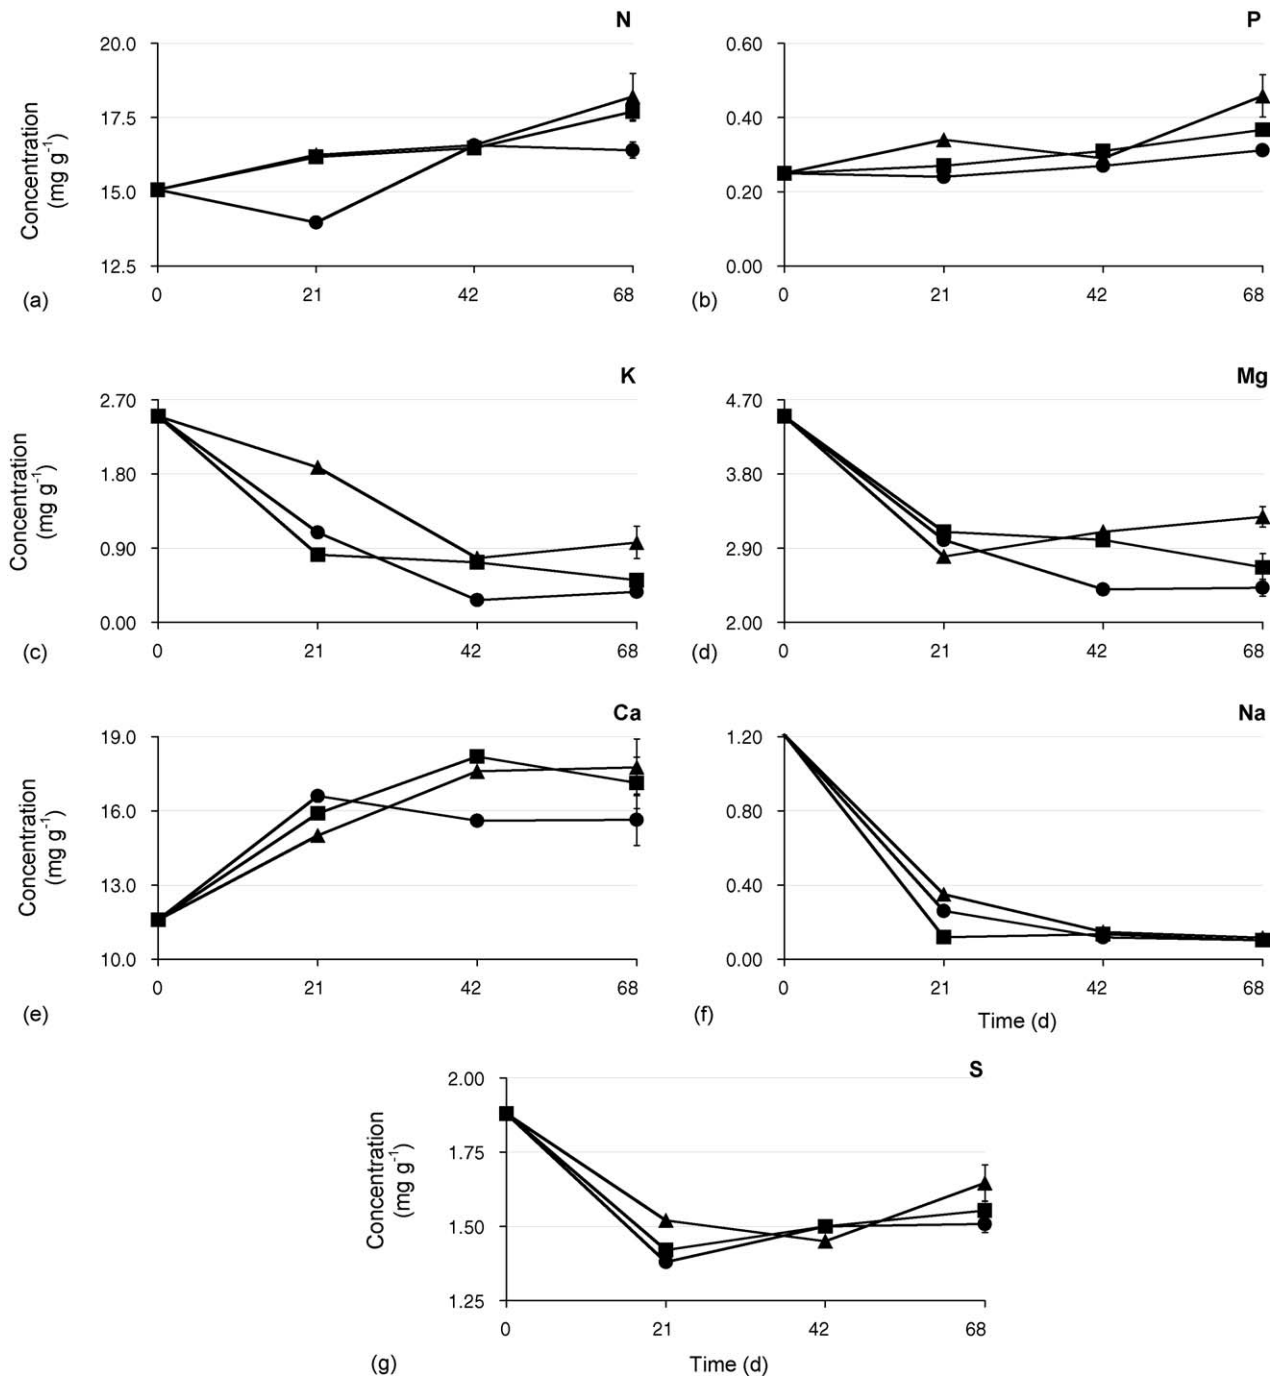 N P
20.0 0.60
17.5 0.40
15.0 0.20
12.5 0.00
Concentration
(mg g-1)
0 21 42 68 0 21 42 68
(a) (b)
K Mg
2.70 4.70
1.80 3.80
0.90 2.90
0.00 2.00
Concentration
(mg g-1)
0 21 42 68 0 21 42 68
(c) (d)
Ca Na
19.0 1.20
16.0 0.80
13.0 0.40
10.0 0.00
Concentration
(mg g-1)
0 21 42 68 0 21 42 68
(e) (f) Time (d)
S
2.00
1.75
1.50
1.25
Concentration
(mg g-1)
0 21 42 68
(g) Time (d)